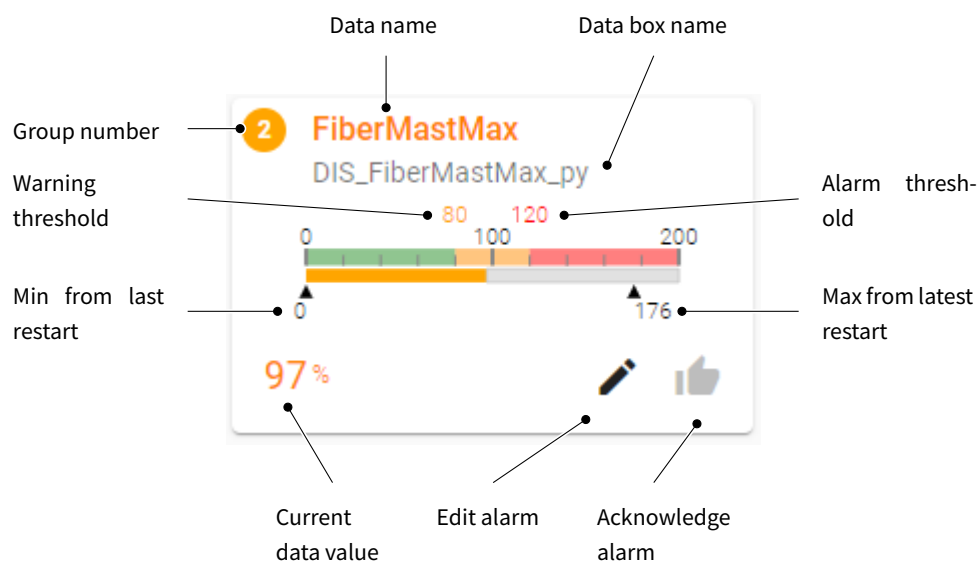 Data name
Data box name
Group number
2
FiberMastMax
DIS_FiberMastMax_py
Warning
threshold
80
120
Alarm thresh-
old
0
100
200
Min from last
restart
0
176
Max from latest
restart
97 %
Current
data value
Edit alarm
Acknowledge
alarm